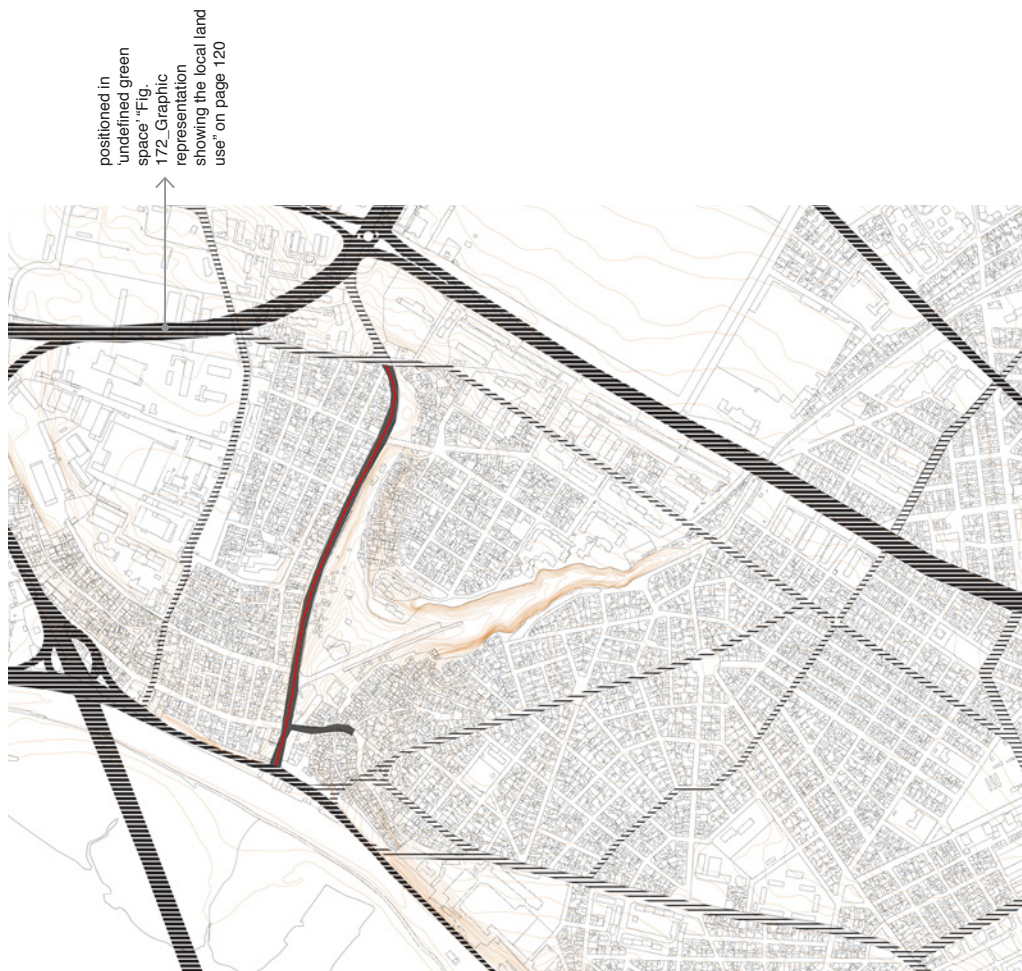 positioned in
‘undefined green
space’ “Fig.
172_Graphic
representation
showing the local land
use” on page 120